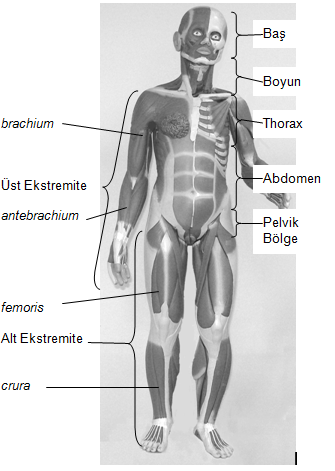 Baş
Boyun
brachium
Thorax
Üst Ekstremite
Abdomen
antebrachium
Pelvik
Bölge
femoris
Alt Ekstremite
crura